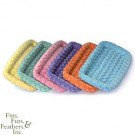 Fins,
Furs,
Feathers,
& Inc.